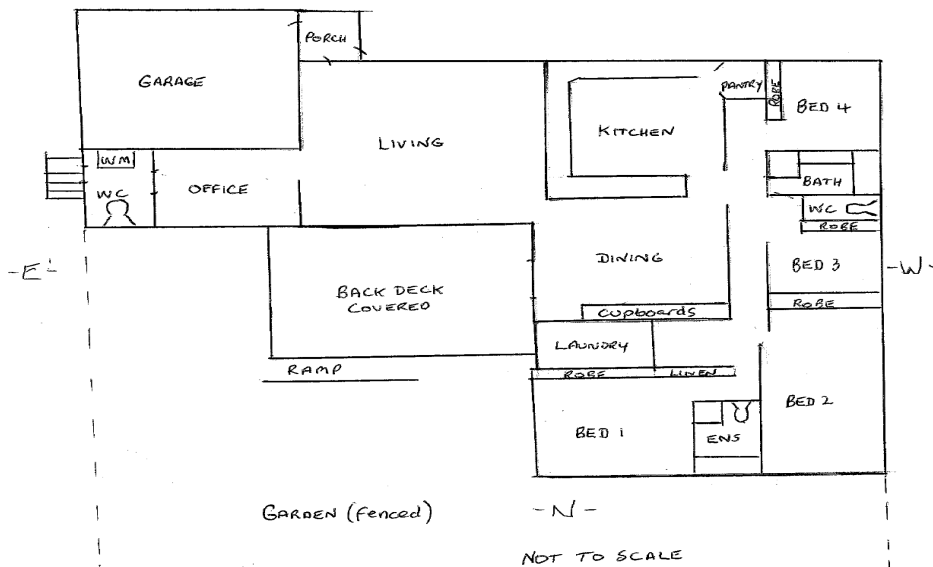 PORCH
GARAGE
PANTRY
ROBE
BED 4
KITCHEN
LIVING
WM
BATH
WC
OFFICE
WC
ROBE
-E-
DINING
BED 3
-W-
BACK DECK
COVERED
ROBE
CUPboards
LAUNDRY
RAMP
ROBE
LINEN
BED 2
BED 1
ENS
GARDEN (Fenced)
-N-
NOT TO SCALE